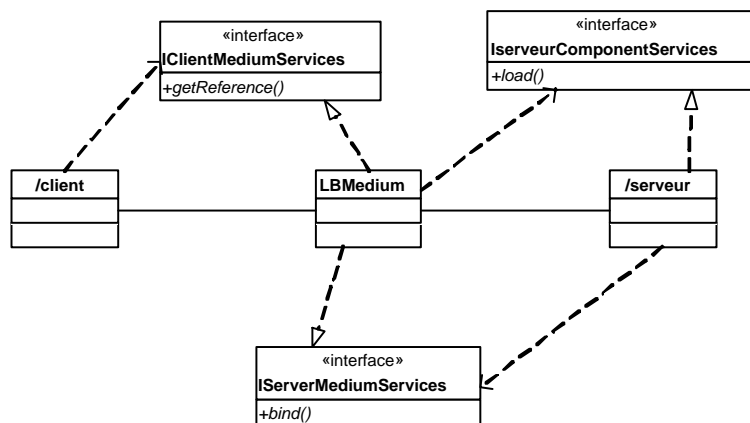 «interface»
IClientMediumServices
+getReference()
«interface»
IserveurComponentServices
+load()
/client
LBMedium
/serveur
«interface»
IServerMediumServices
+bind()